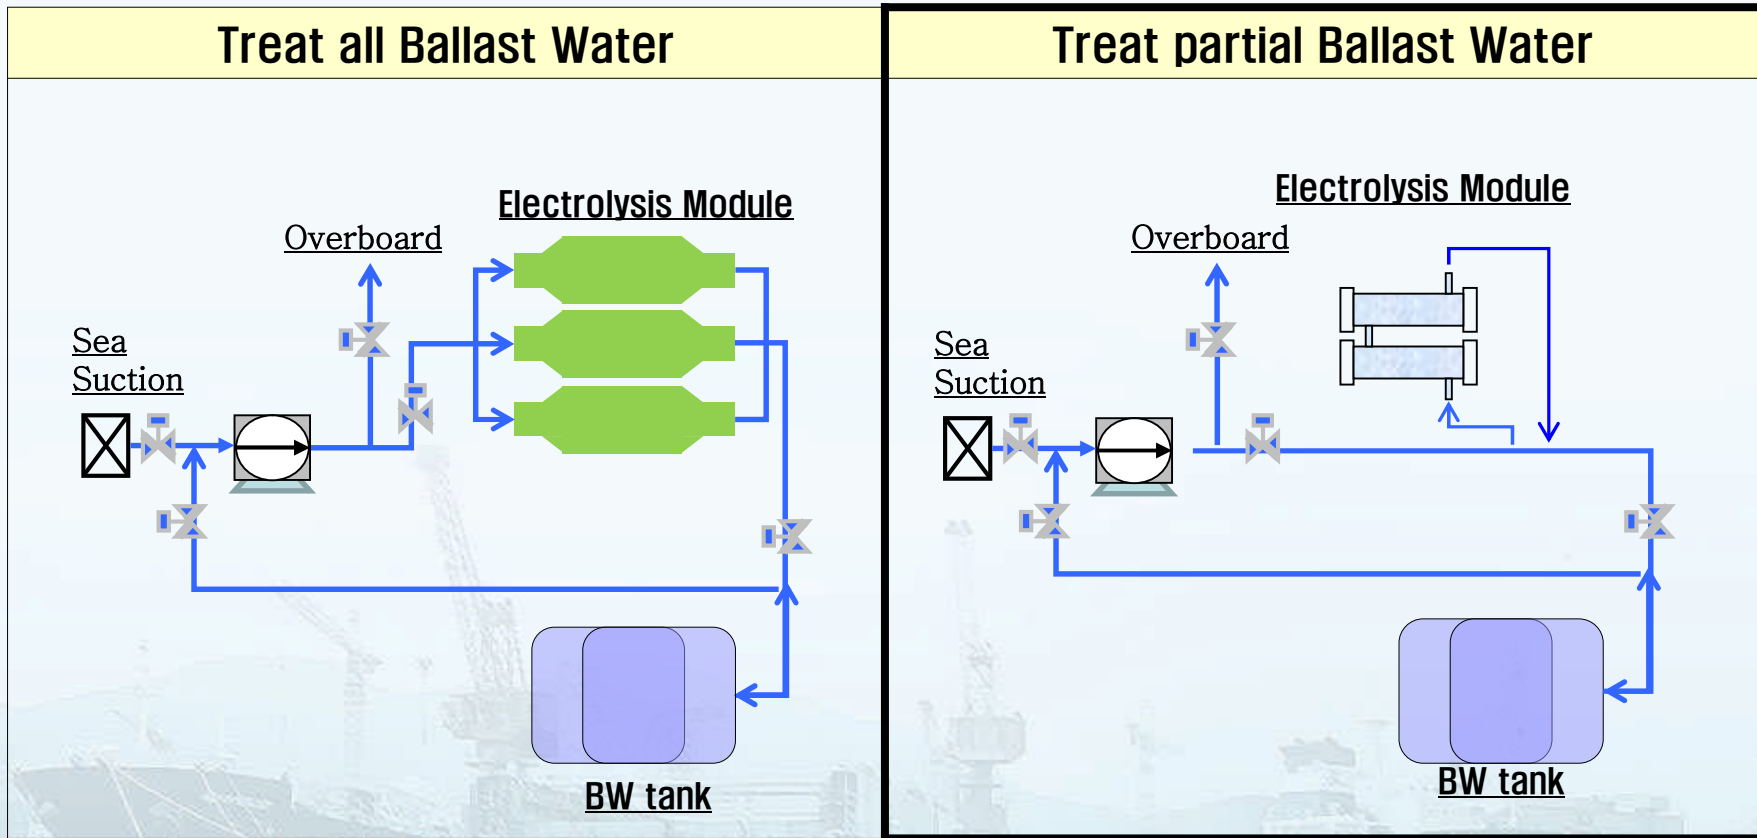 Treat all Ballast Water
Electrolysis Module
Overboard
Sea
Suction
BW tank
Treat partial Ballast Water
Electrolysis Module
Overboard
Sea
Suction
BW tank